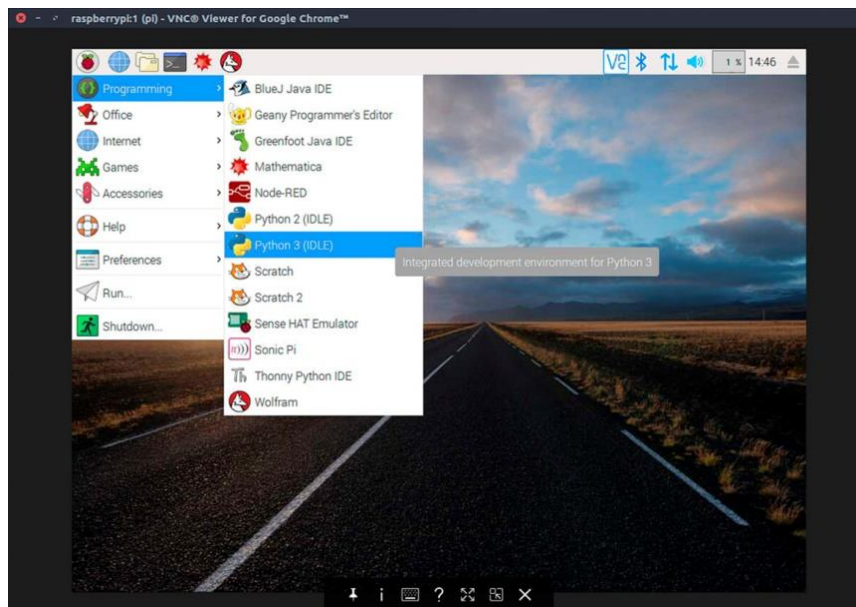 raspberrypi:1 (pi) - VNC® Viewer for Google Chrome™
1 % 14:46
Programming
Office
Internet
Games
Accessories
Help
Preferences
Run...
Shutdown...
BlueJ Java IDE
Geany Programmer's Editor
Greenfoot Java IDE
Mathematica
Node-RED
Python 2 (IDLE)
Python 3 (IDLE)
Integrated development environment for Python 3
Scratch
Scratch 2
Sense HAT Emulator
Sonic Pi
Thonny Python IDE
Wolfram